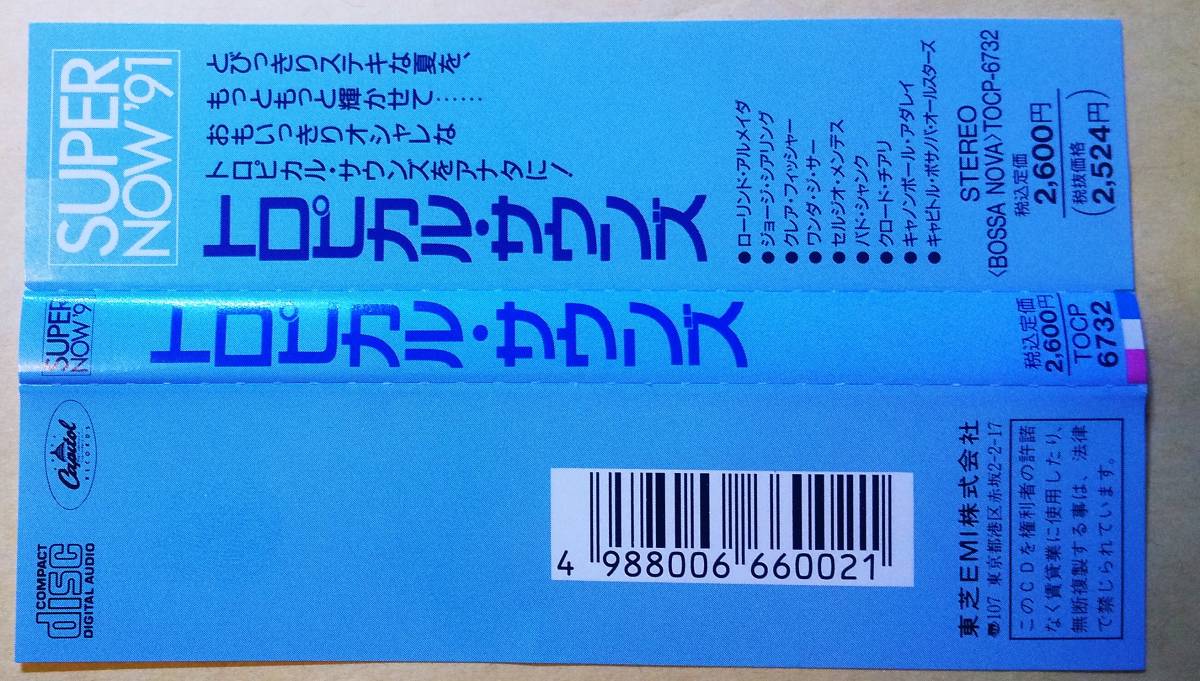 SUPER
NOW '91
とびっきりステキな夏を、
もっともっと輝かせて……
おもいっきりオシャレな
トロピカル・サウンズをアナタに!
トロピカル・サウンズ
●ローリンド・アルメイダ
●ジョージ・シアリング
●クレア・フィッシャー
●ワンダ・ジ・サー
●セルジオ・メンデス
●バド・シャンク
●クロード・チアリ
●キャノンボール・アダレイ
●キャピトル・ボサノバ・オールスターズ
STEREO
〈BOSSA NOVA〉TOCP-6732
税込定価
2,600円
(税抜価格
2,524円)
SUPER
NOW '91
トロピカル・サウンズ
税込定価
2,600円
TOCP
6732
Capitol
RECORDS
COMPACT
disc
DIGITAL AUDIO
4 988006 660021
東芝EMI株式会社
〠107 東京都港区赤坂2-2-17
このCDを権利者の許諾
なく賃貸業に使用したり、
無断複製する事は、法律
で禁じられています。